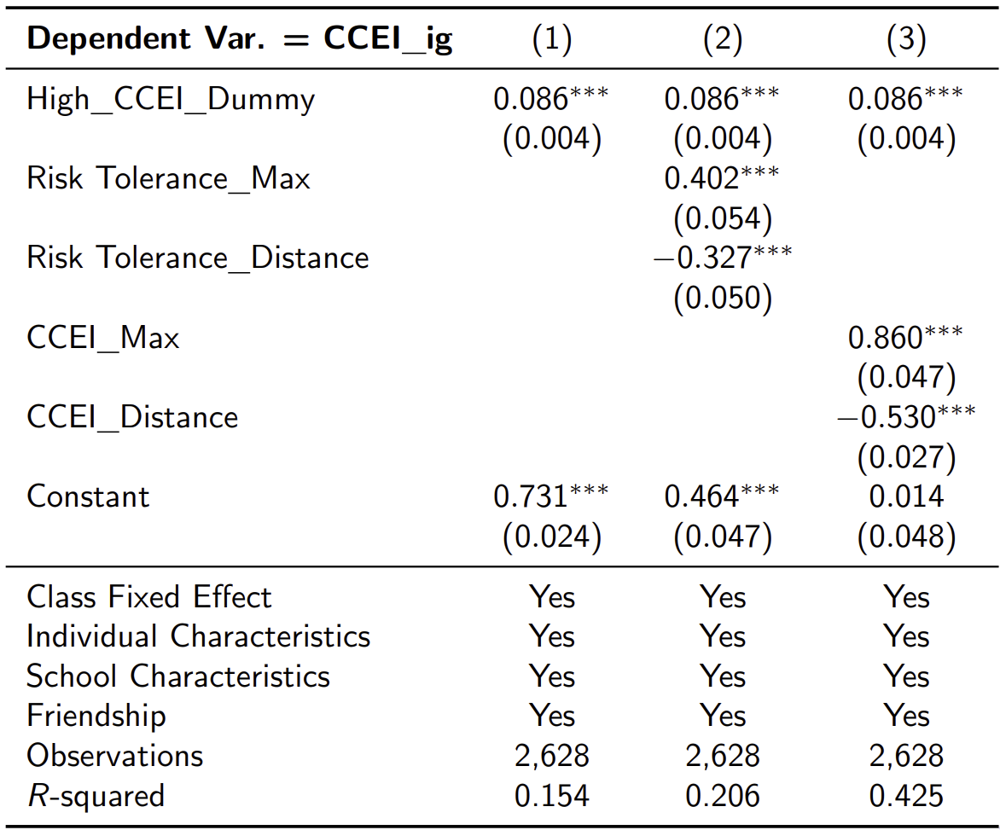 Dependent Var. = CCEI_ig (1) (2) (3)
High_CCEI_Dummy 0.086*** 0.086*** 0.086***
(0.004) (0.004) (0.004)
Risk Tolerance_Max 0.402***
(0.054)
Risk Tolerance_Distance −0.327***
(0.050)
CCEI_Max 0.860***
(0.047)
CCEI_Distance −0.530***
(0.027)
Constant 0.731*** 0.464*** 0.014
(0.024) (0.047) (0.048)
Class Fixed Effect Yes Yes Yes
Individual Characteristics Yes Yes Yes
School Characteristics Yes Yes Yes
Friendship Yes Yes Yes
Observations 2,628 2,628 2,628
R-squared 0.154 0.206 0.425